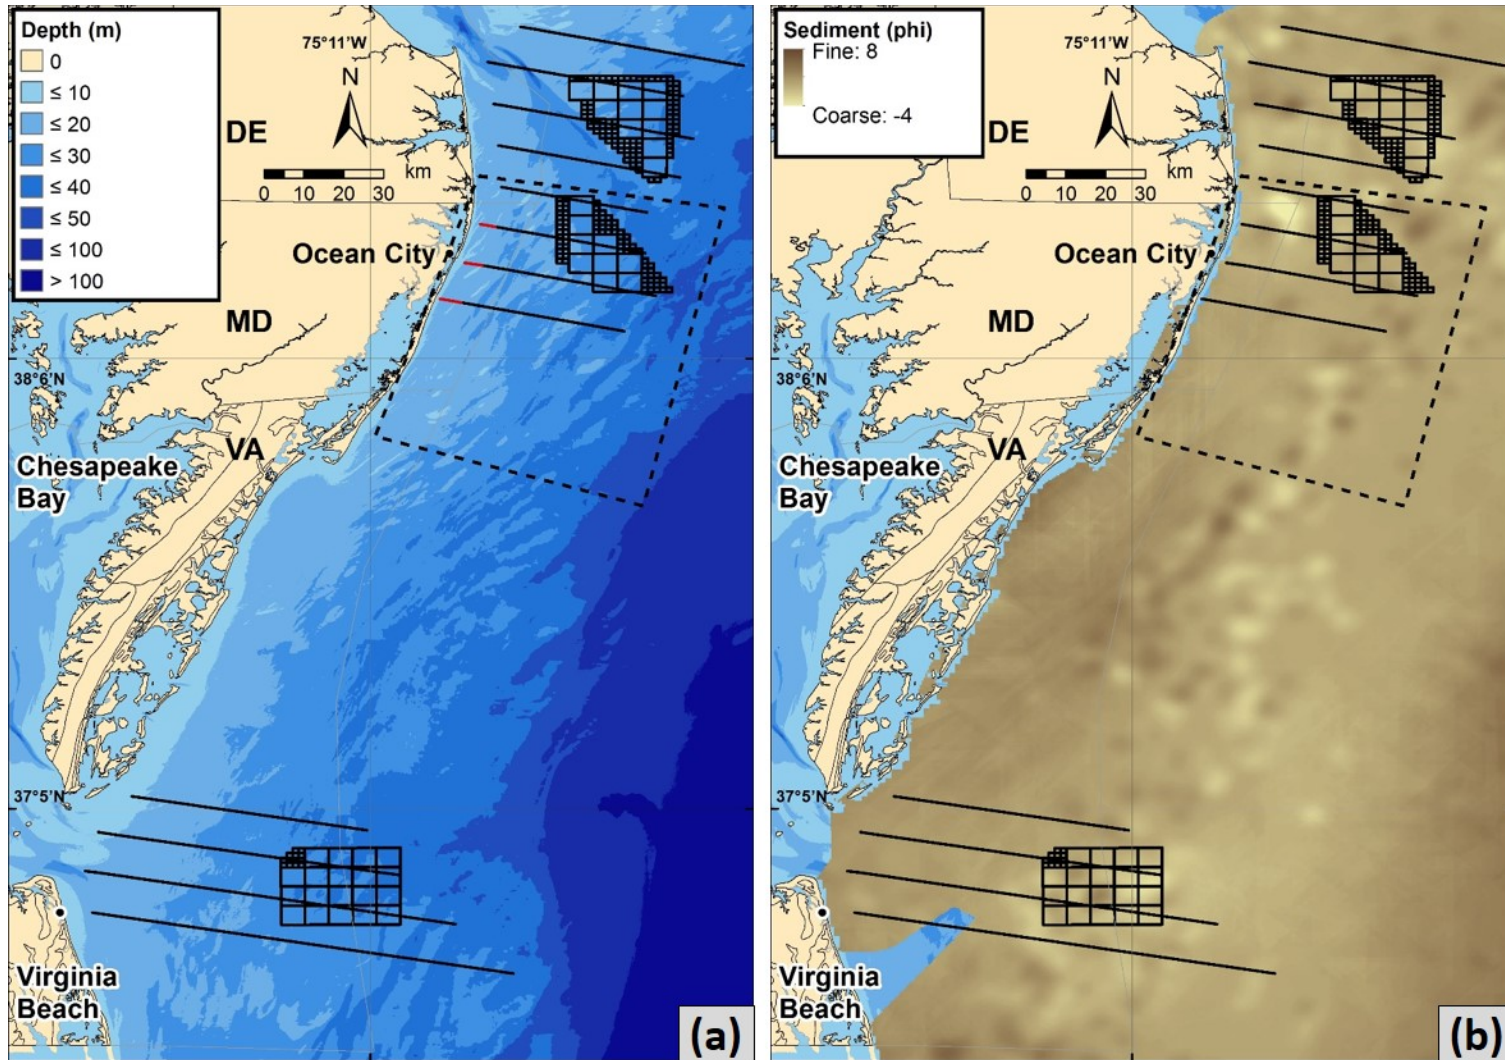 Depth (m)
0
≤ 10
≤ 20
≤ 30
≤ 40
≤ 50
≤ 100
> 100
75°11'W
N
DE
km
0 10 20 30
Ocean City
MD
38°6'N
VA
Chesapeake
Bay
37°5'N
Virginia
Beach
(a)
Sediment (phi)
Fine: 8
Coarse: -4
75°11'W
N
DE
km
0 10 20 30
Ocean City
MD
38°6'N
VA
Chesapeake
Bay
37°5'N
Virginia
Beach
(b)